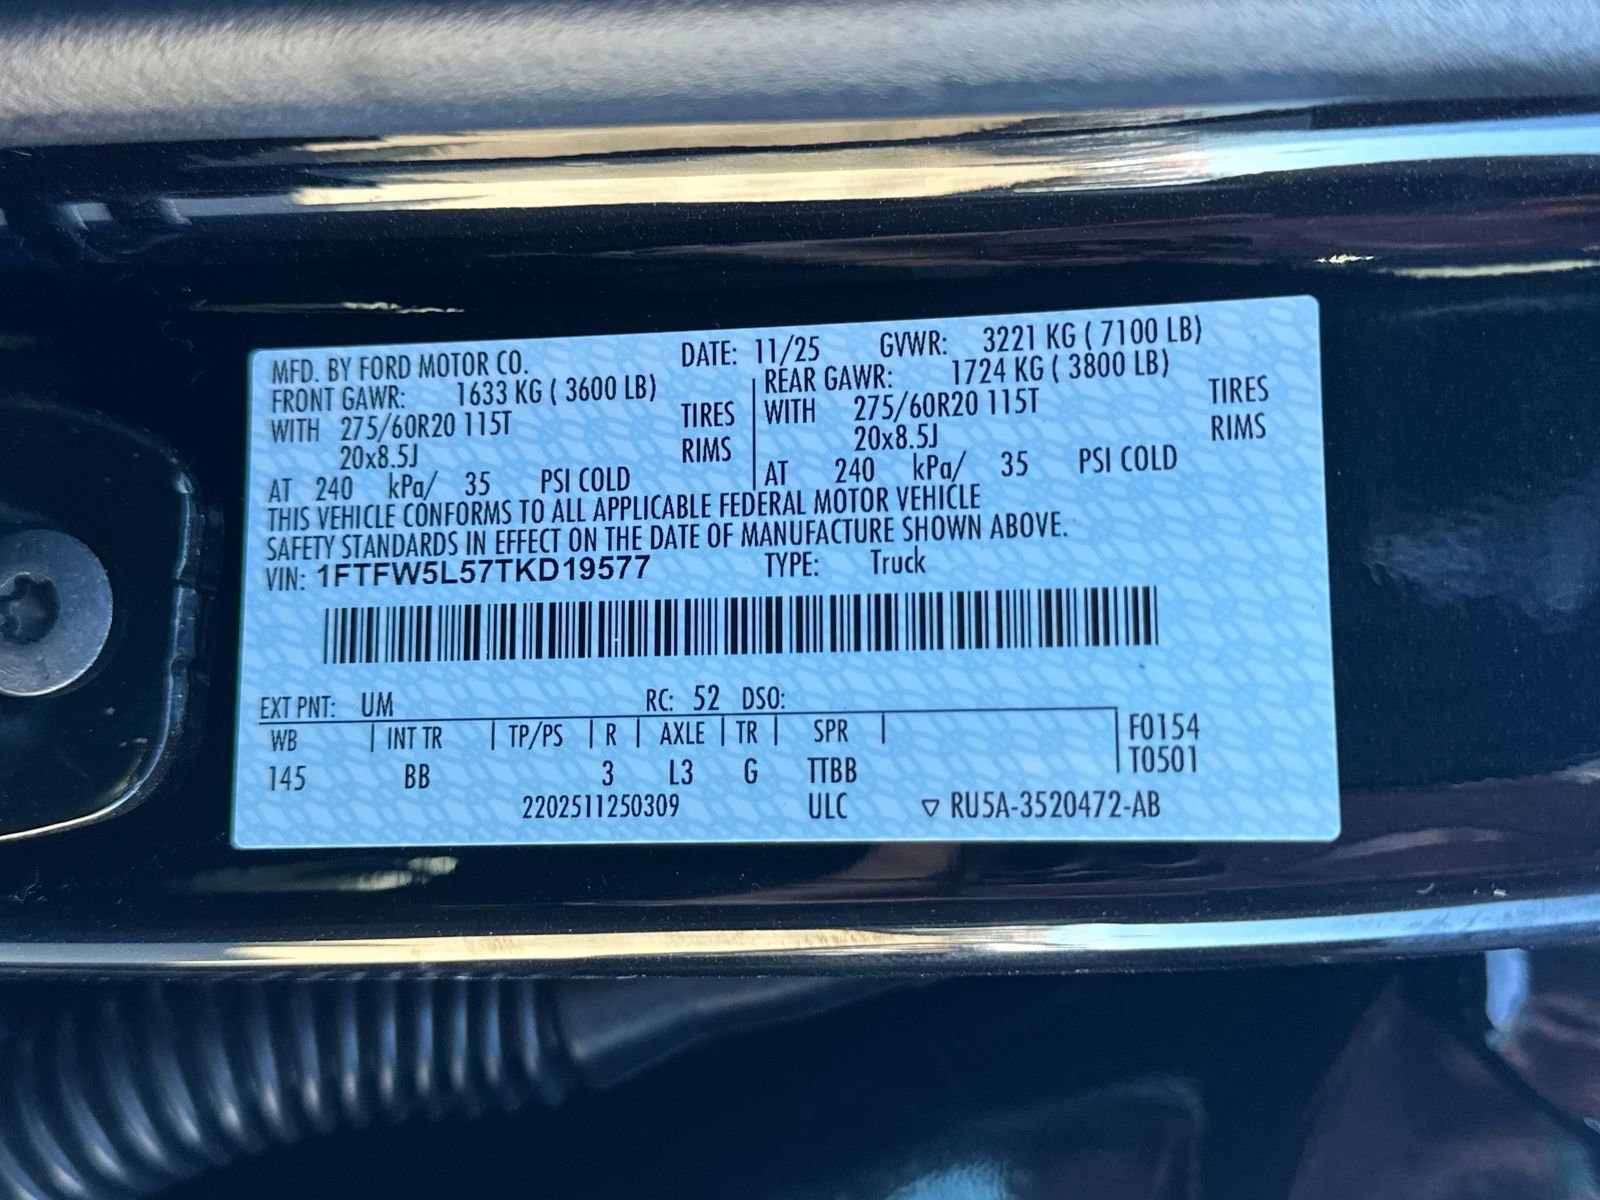 MFD. BY FORD MOTOR CO. DATE: 11/25 GVWR: 3221 KG ( 7100 LB)
FRONT GAWR: 1633 KG ( 3600 LB) REAR GAWR: 1724 KG ( 3800 LB)
WITH 275/60R20 115T TIRES WITH 275/60R20 115T TIRES
20x8.5J RIMS 20x8.5J RIMS
AT 240 kPa/ 35 PSI COLD AT 240 kPa/ 35 PSI COLD
THIS VEHICLE CONFORMS TO ALL APPLICABLE FEDERAL MOTOR VEHICLE
SAFETY STANDARDS IN EFFECT ON THE DATE OF MANUFACTURE SHOWN ABOVE.
VIN: 1FTFW5L57TKD19577 TYPE: Truck
EXT PNT: UM RC: 52 DSO:
WB | INT TR | TP/PS | R | AXLE | TR | SPR | | F0154
145 BB 3 L3 G TTBB T0501
2202511250309 ULC ▽ RU5A-3520472-AB